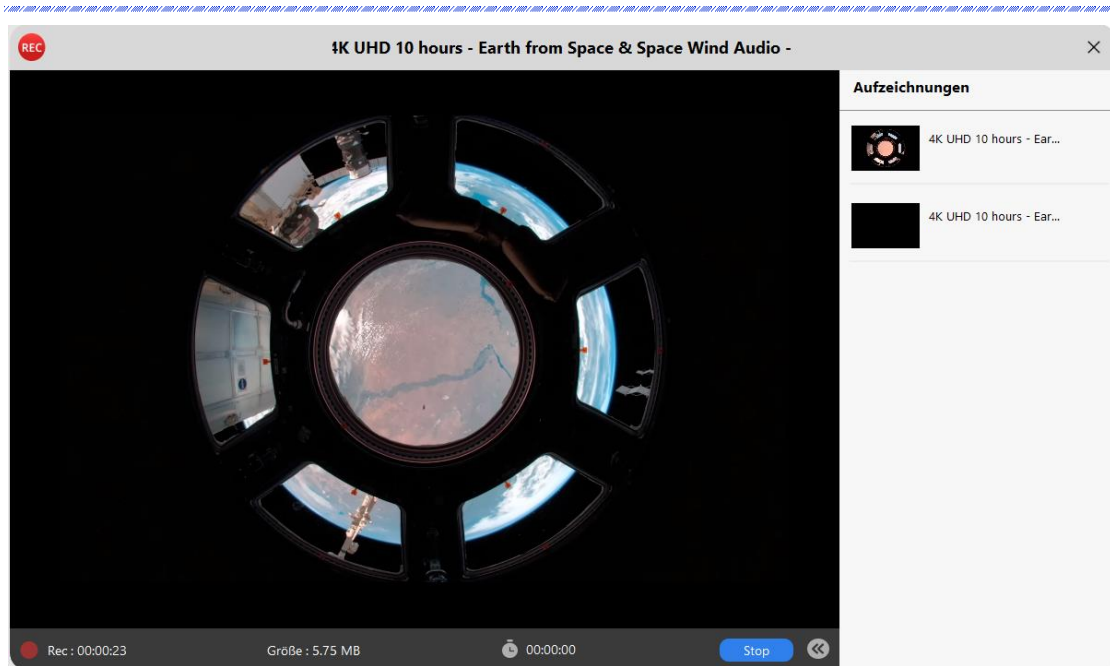 REC
4K UHD 10 hours - Earth from Space & Space Wind Audio -
Aufzeichnungen
4K UHD 10 hours - Ear...
4K UHD 10 hours - Ear...
Rec : 00:00:23
Größe : 5.75 MB
00:00:00
Stop